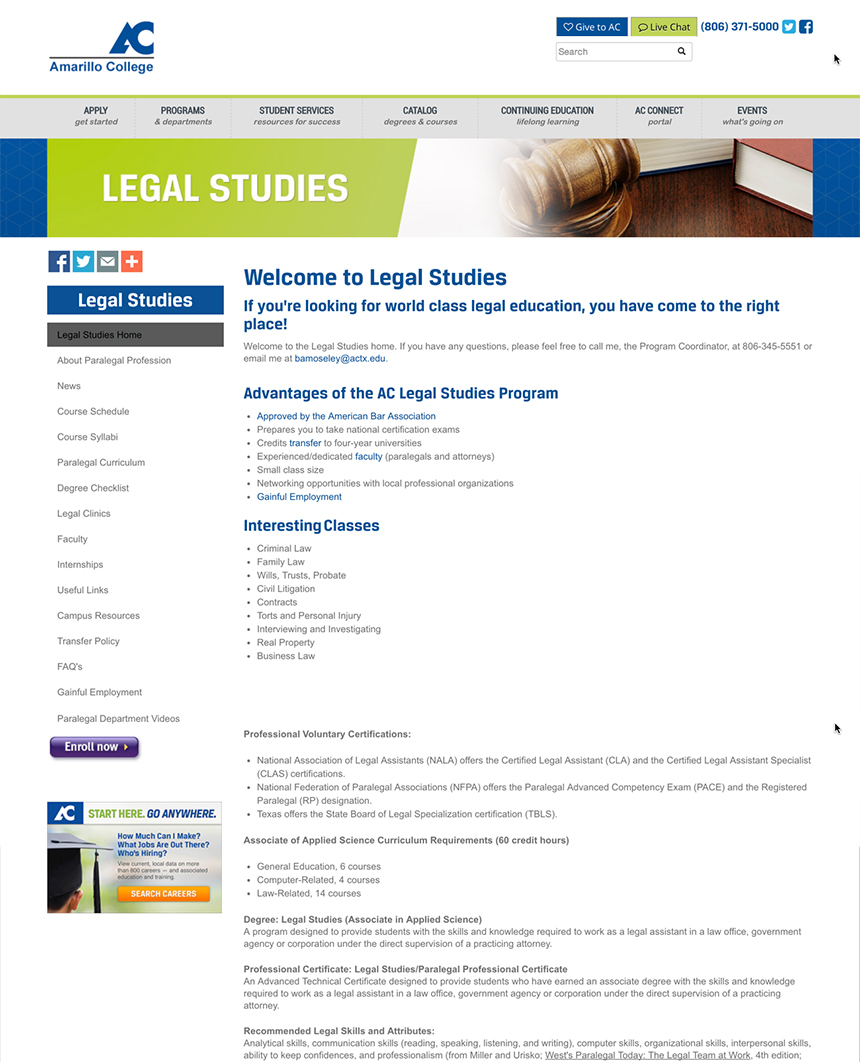 AC
Amarillo College
Give to AC
Live Chat
(806) 371-5000
Search
APPLY
get started
PROGRAMS
& departments
STUDENT SERVICES
resources for success
CATALOG
degrees & courses
CONTINUING EDUCATION
lifelong learning
AC CONNECT
portal
EVENTS
what's going on
LEGAL STUDIES
Legal Studies
Legal Studies Home
About Paralegal Profession
News
Course Schedule
Course Syllabi
Paralegal Curriculum
Degree Checklist
Legal Clinics
Faculty
Internships
Useful Links
Campus Resources
Transfer Policy
FAQ's
Gainful Employment
Paralegal Department Videos
Enroll now
AC START HERE. GO ANYWHERE.
How Much Can I Make?
What Jobs Are Out There?
Who's Hiring?
View current, local data on more
than 800 careers — and associated
education and training.
SEARCH CAREERS
Welcome to Legal Studies
If you're looking for world class legal education, you have come to the right
place!
Welcome to the Legal Studies home. If you have any questions, please feel free to call me, the Program Coordinator, at 806-345-5551 or
email me at bamoseley@actx.edu.
Advantages of the AC Legal Studies Program
• Approved by the American Bar Association
• Prepares you to take national certification exams
• Credits transfer to four-year universities
• Experienced/dedicated faculty (paralegals and attorneys)
• Small class size
• Networking opportunities with local professional organizations
• Gainful Employment
Interesting Classes
• Criminal Law
• Family Law
• Wills, Trusts, Probate
• Civil Litigation
• Contracts
• Torts and Personal Injury
• Interviewing and Investigating
• Real Property
• Business Law
Professional Voluntary Certifications:
• National Association of Legal Assistants (NALA) offers the Certified Legal Assistant (CLA) and the Certified Legal Assistant Specialist
(CLAS) certifications.
• National Federation of Paralegal Associations (NFPA) offers the Paralegal Advanced Competency Exam (PACE) and the Registered
Paralegal (RP) designation.
• Texas offers the State Board of Legal Specialization certification (TBLS).
Associate of Applied Science Curriculum Requirements (60 credit hours)
• General Education, 6 courses
• Computer-Related, 4 courses
• Law-Related, 14 courses
Degree: Legal Studies (Associate in Applied Science)
A program designed to provide students with the skills and knowledge required to work as a legal assistant in a law office, government
agency or corporation under the direct supervision of a practicing attorney.
Professional Certificate: Legal Studies/Paralegal Professional Certificate
An Advanced Technical Certificate designed to provide students who have earned an associate degree with the skills and knowledge
required to work as a legal assistant in a law office, government agency or corporation under the direct supervision of a practicing
attorney.
Recommended Legal Skills and Attributes:
Analytical skills, communication skills (reading, speaking, listening, and writing), computer skills, organizational skills, interpersonal skills,
ability to keep confidences, and professionalism (from Miller and Urisko; West's Paralegal Today: The Legal Team at Work, 4th edition;